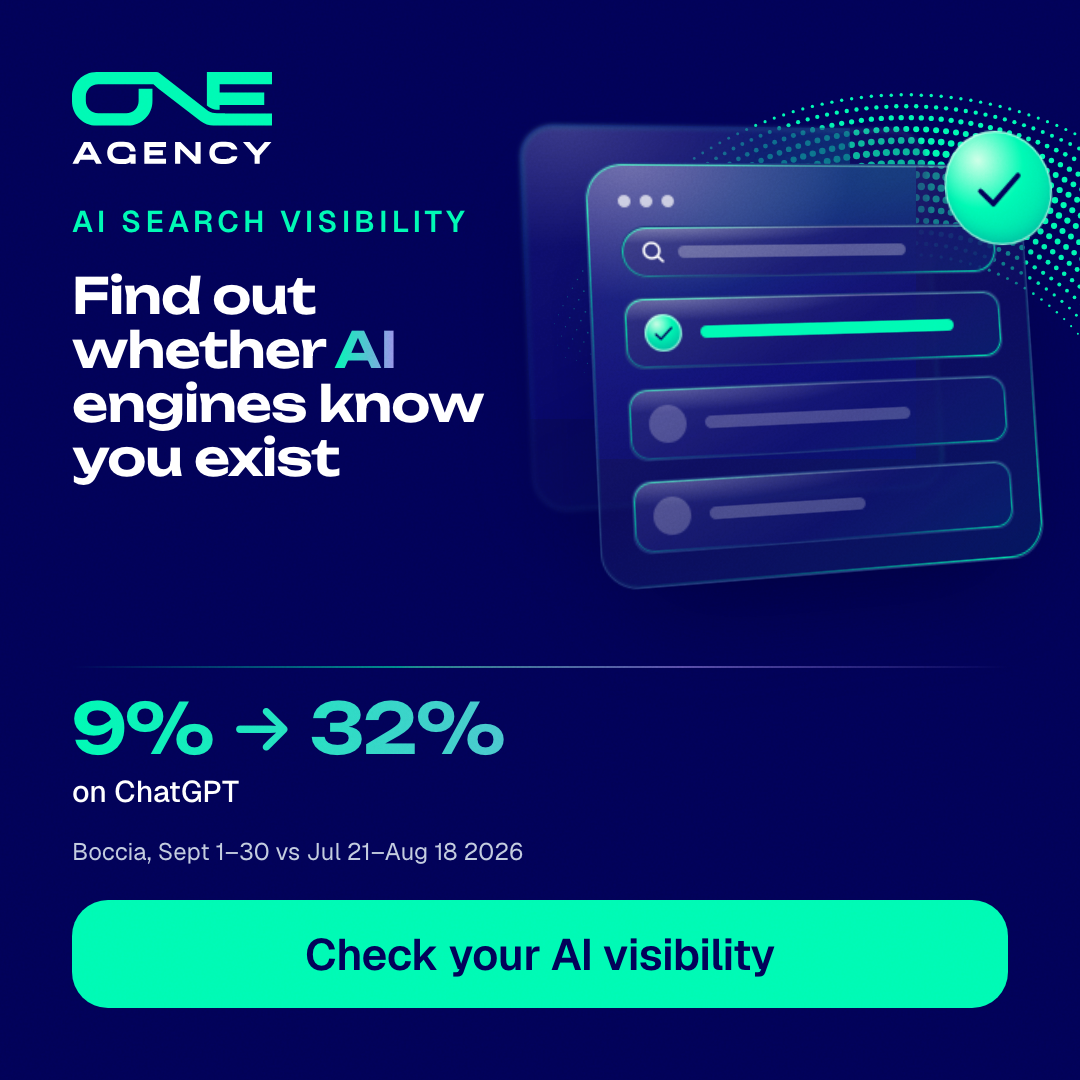 ONE
AGENCY
AI SEARCH VISIBILITY
Find out
whether AI
engines know
you exist
9% → 32%
on ChatGPT
Boccia, Sept 1–30 vs Jul 21–Aug 18 2026
Check your AI visibility